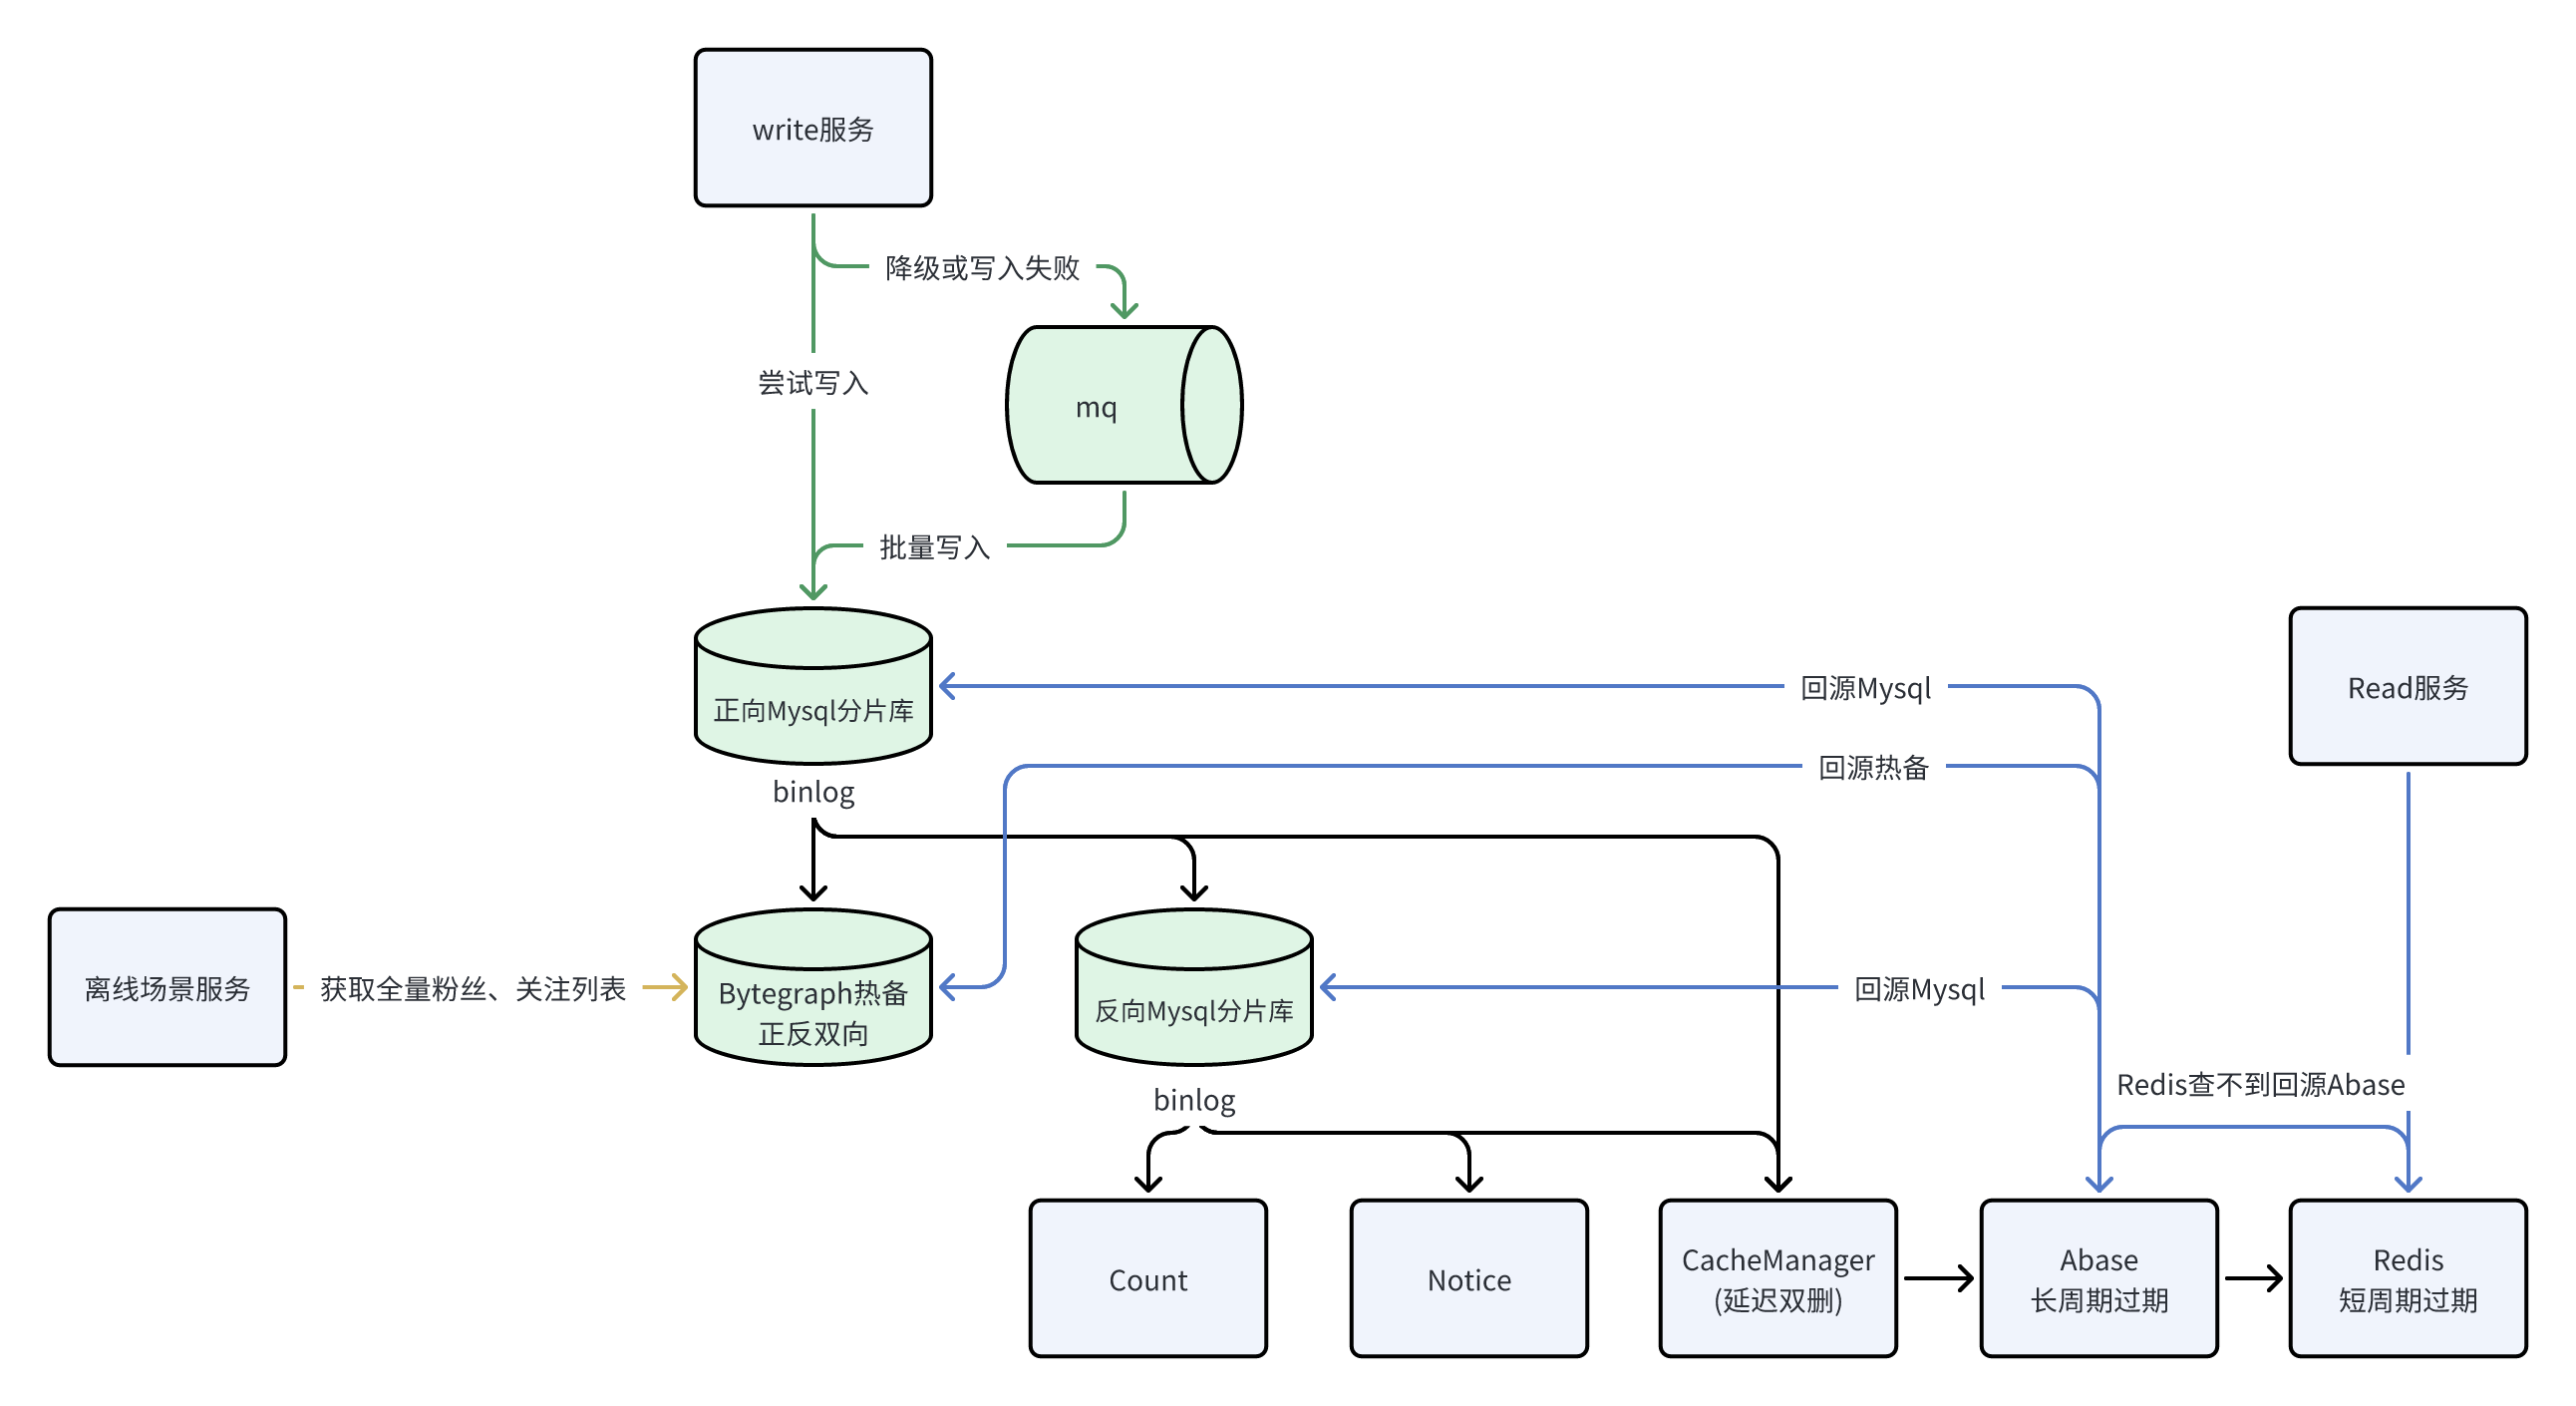 write服务
降级或写入失败
尝试写入
mq
批量写入
正向Mysql分片库
回源Mysql
Read服务
回源热备
binlog
离线场景服务
获取全量粉丝、关注列表
Bytegraph热备
正反双向
反向Mysql分片库
回源Mysql
Redis查不到回源Abase
binlog
Count
Notice
CacheManager
(延迟双删)
Abase
长周期过期
Redis
短周期过期